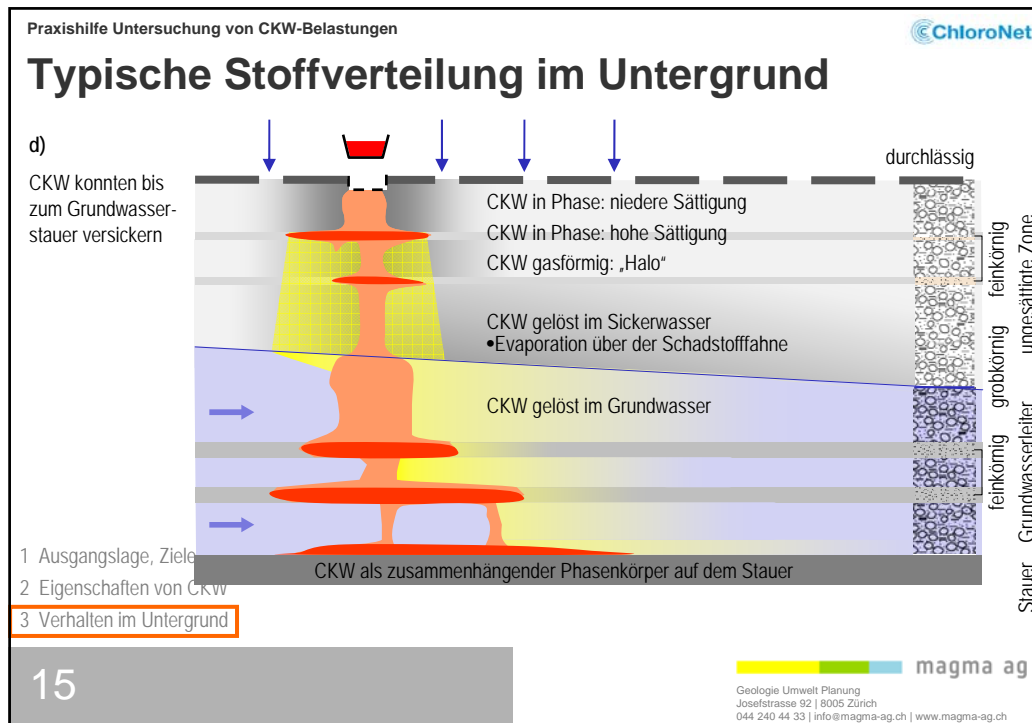 Praxishilfe Untersuchung von CKW-Belastungen
ChloroNet
Typische Stoffverteilung im Untergrund
d)
CKW konnten bis
zum Grundwasser-
stauer versickern
durchlässig
CKW in Phase: niedere Sättigung
CKW in Phase: hohe Sättigung
CKW gasförmig: „Halo“
CKW gelöst im Sickerwasser
•Evaporation über der Schadstofffahne
CKW gelöst im Grundwasser
CKW als zusammenhängender Phasenkörper auf dem Stauer
feinkörnig
grobkörnig
feinkörnig
ungesättigte Zone
Grundwasserleiter
Stauer
1 Ausgangslage, Ziele
2 Eigenschaften von CKW
3 Verhalten im Untergrund
15
magma ag
Geologie Umwelt Planung
Josefstrasse 92 | 8005 Zürich
044 240 44 33 | info@magma-ag.ch | www.magma-ag.ch